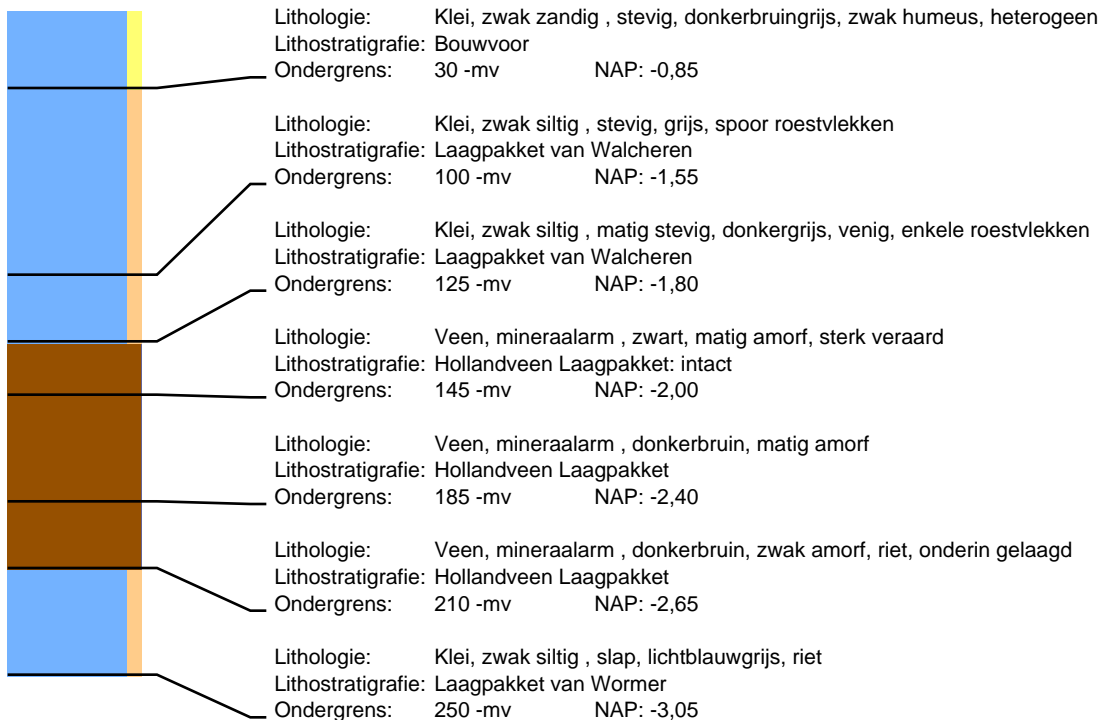 Lithologie: Klei, zwak zandig , stevig, donkerbruingrijs, zwak humeus, heterogeen
Lithostratigrafie: Bouwvoor
Ondergrens: 30 -mv NAP: -0,85
Lithologie: Klei, zwak siltig , stevig, grijs, spoor roestvlekken
Lithostratigrafie: Laagpakket van Walcheren
Ondergrens: 100 -mv NAP: -1,55
Lithologie: Klei, zwak siltig , matig stevig, donkergrijs, venig, enkele roestvlekken
Lithostratigrafie: Laagpakket van Walcheren
Ondergrens: 125 -mv NAP: -1,80
Lithologie: Veen, mineraalarm , zwart, matig amorf, sterk veraard
Lithostratigrafie: Hollandveen Laagpakket: intact
Ondergrens: 145 -mv NAP: -2,00
Lithologie: Veen, mineraalarm , donkerbruin, matig amorf
Lithostratigrafie: Hollandveen Laagpakket
Ondergrens: 185 -mv NAP: -2,40
Lithologie: Veen, mineraalarm , donkerbruin, zwak amorf, riet, onderin gelaagd
Lithostratigrafie: Hollandveen Laagpakket
Ondergrens: 210 -mv NAP: -2,65
Lithologie: Klei, zwak siltig , slap, lichtblauwgrijs, riet
Lithostratigrafie: Laagpakket van Wormer
Ondergrens: 250 -mv NAP: -3,05